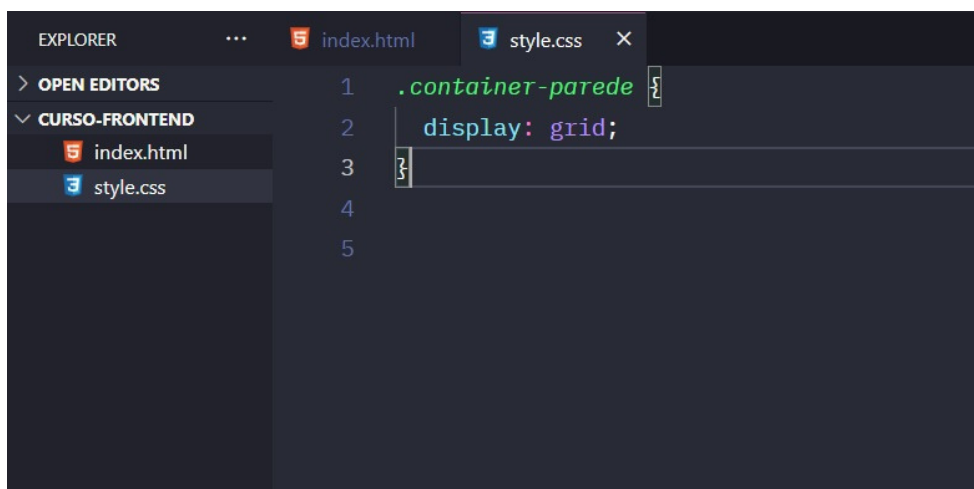 EXPLORER ···
OPEN EDITORS
CURSO-FRONTEND
index.html
style.css
index.html style.css ×
1 .container-parede {
2 display: grid;
3 }
4
5